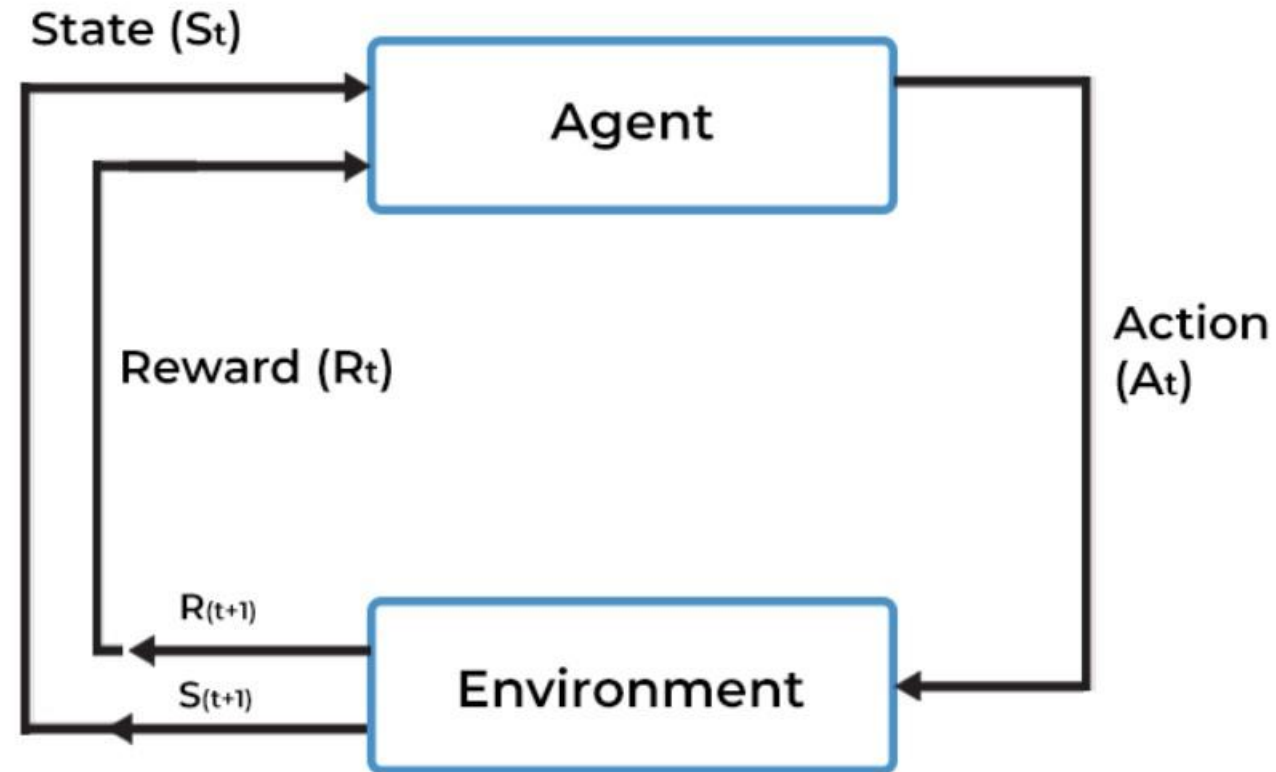 State (St)
Agent
Reward (Rt)
Action
(At)
R(t+1)
S(t+1)
Environment